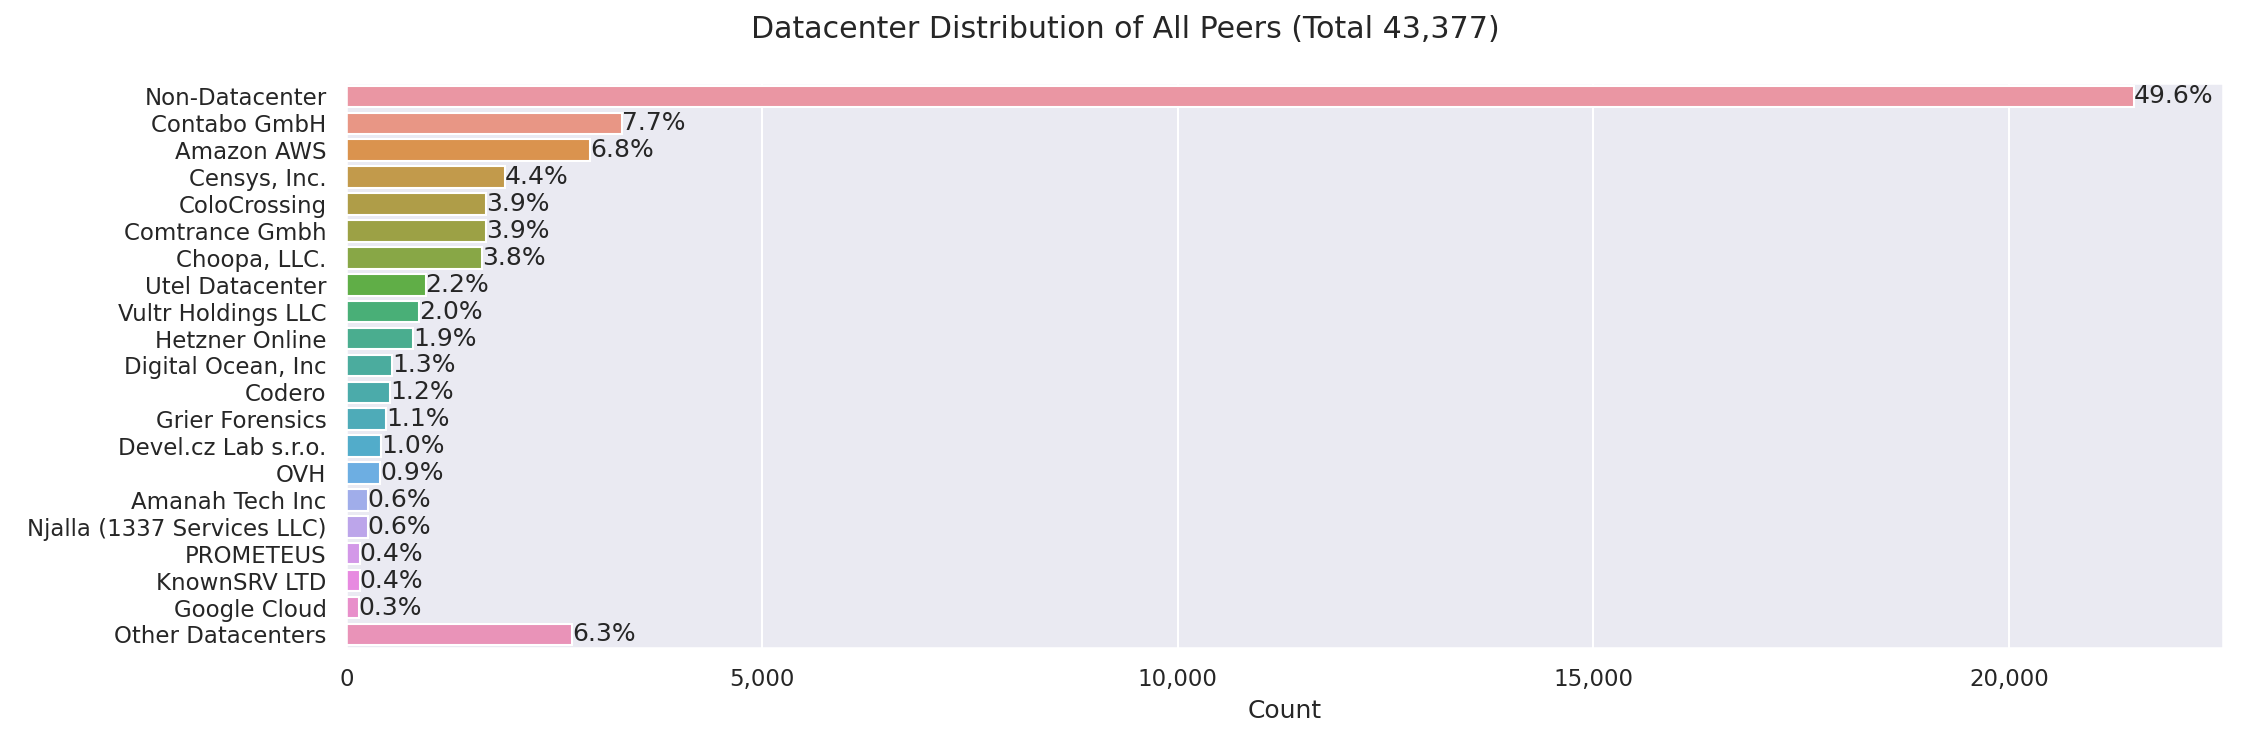 Datacenter Distribution of All Peers (Total 43,377)
Non-Datacenter 49.6%
Contabo GmbH 7.7%
Amazon AWS 6.8%
Censys, Inc. 4.4%
ColoCrossing 3.9%
Comtrance Gmbh 3.9%
Choopa, LLC. 3.8%
Utel Datacenter 2.2%
Vultr Holdings LLC 2.0%
Hetzner Online 1.9%
Digital Ocean, Inc 1.3%
Codero 1.2%
Grier Forensics 1.1%
Devel.cz Lab s.r.o. 1.0%
OVH 0.9%
Amanah Tech Inc 0.6%
Njalla (1337 Services LLC) 0.6%
PROMETEUS 0.4%
KnownSRV LTD 0.4%
Google Cloud 0.3%
Other Datacenters 6.3%
0 5,000 10,000 15,000 20,000
Count